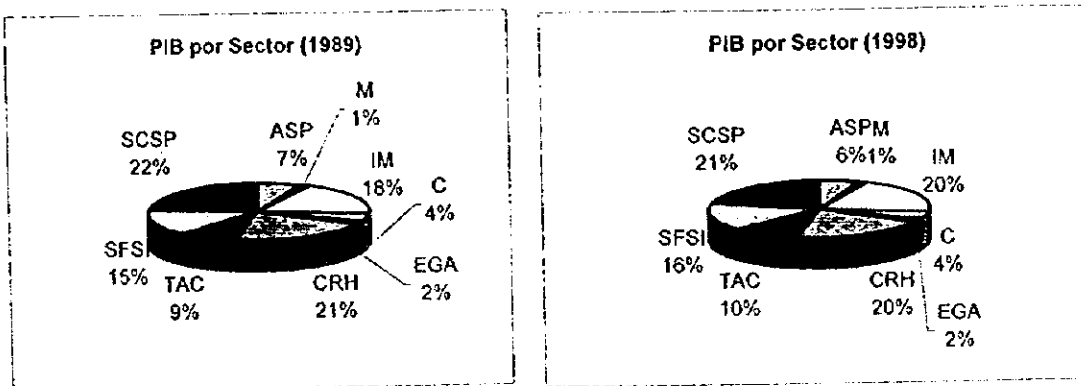 PIB por Sector (1989)
M
1%
SCSP
22%
ASP
7%
IM
18%
C
4%
SFSI
15%
TAC
9%
CRH
21%
EGA
2%
PIB por Sector (1998)
SCSP
21%
ASP M
6% 1%
IM
20%
SFSI
16%
TAC
10%
CRH
20%
C
4%
EGA
2%